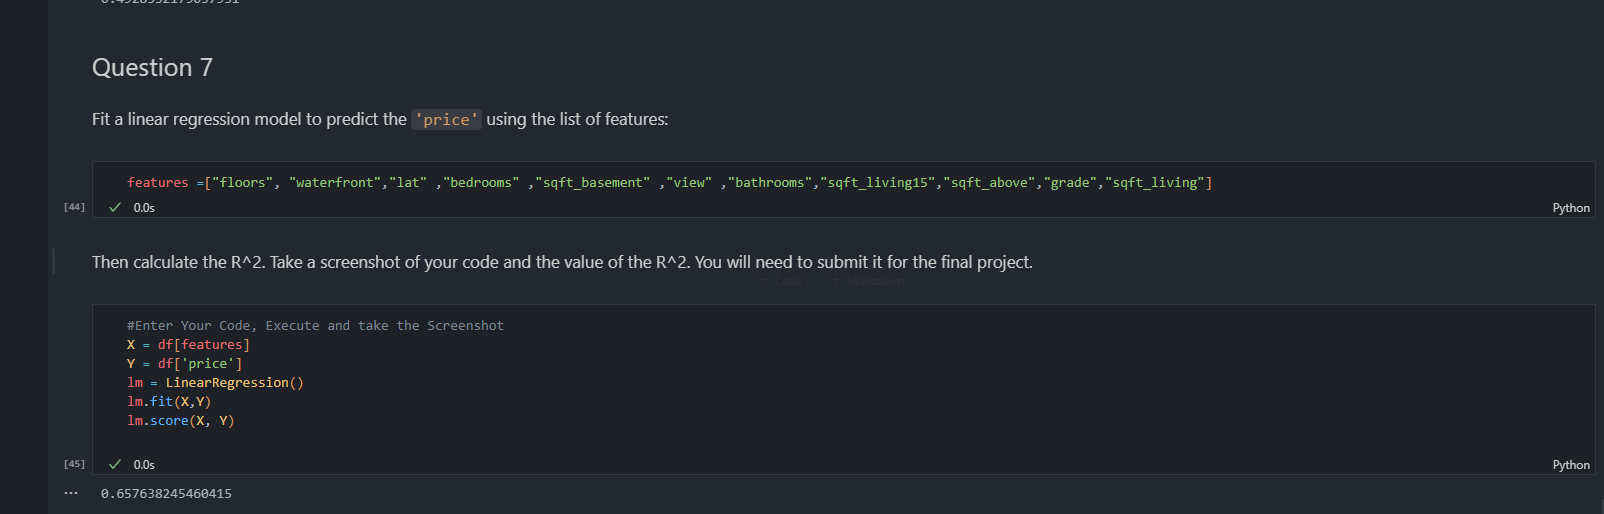 Question 7
Fit a linear regression model to predict the 'price' using the list of features:
features =["floors", "waterfront","lat" ,"bedrooms" ,"sqft_basement" ,"view" ,"bathrooms","sqft_living15","sqft_above","grade","sqft_living"]
[44] ✓ 0.0s Python
Then calculate the R^2. Take a screenshot of your code and the value of the R^2. You will need to submit it for the final project.
+ Code + Markdown
#Enter Your Code, Execute and take the Screenshot
X = df[features]
Y = df['price']
lm = LinearRegression()
lm.fit(X,Y)
lm.score(X, Y)
[45] ✓ 0.0s Python
... 0.657638245460415